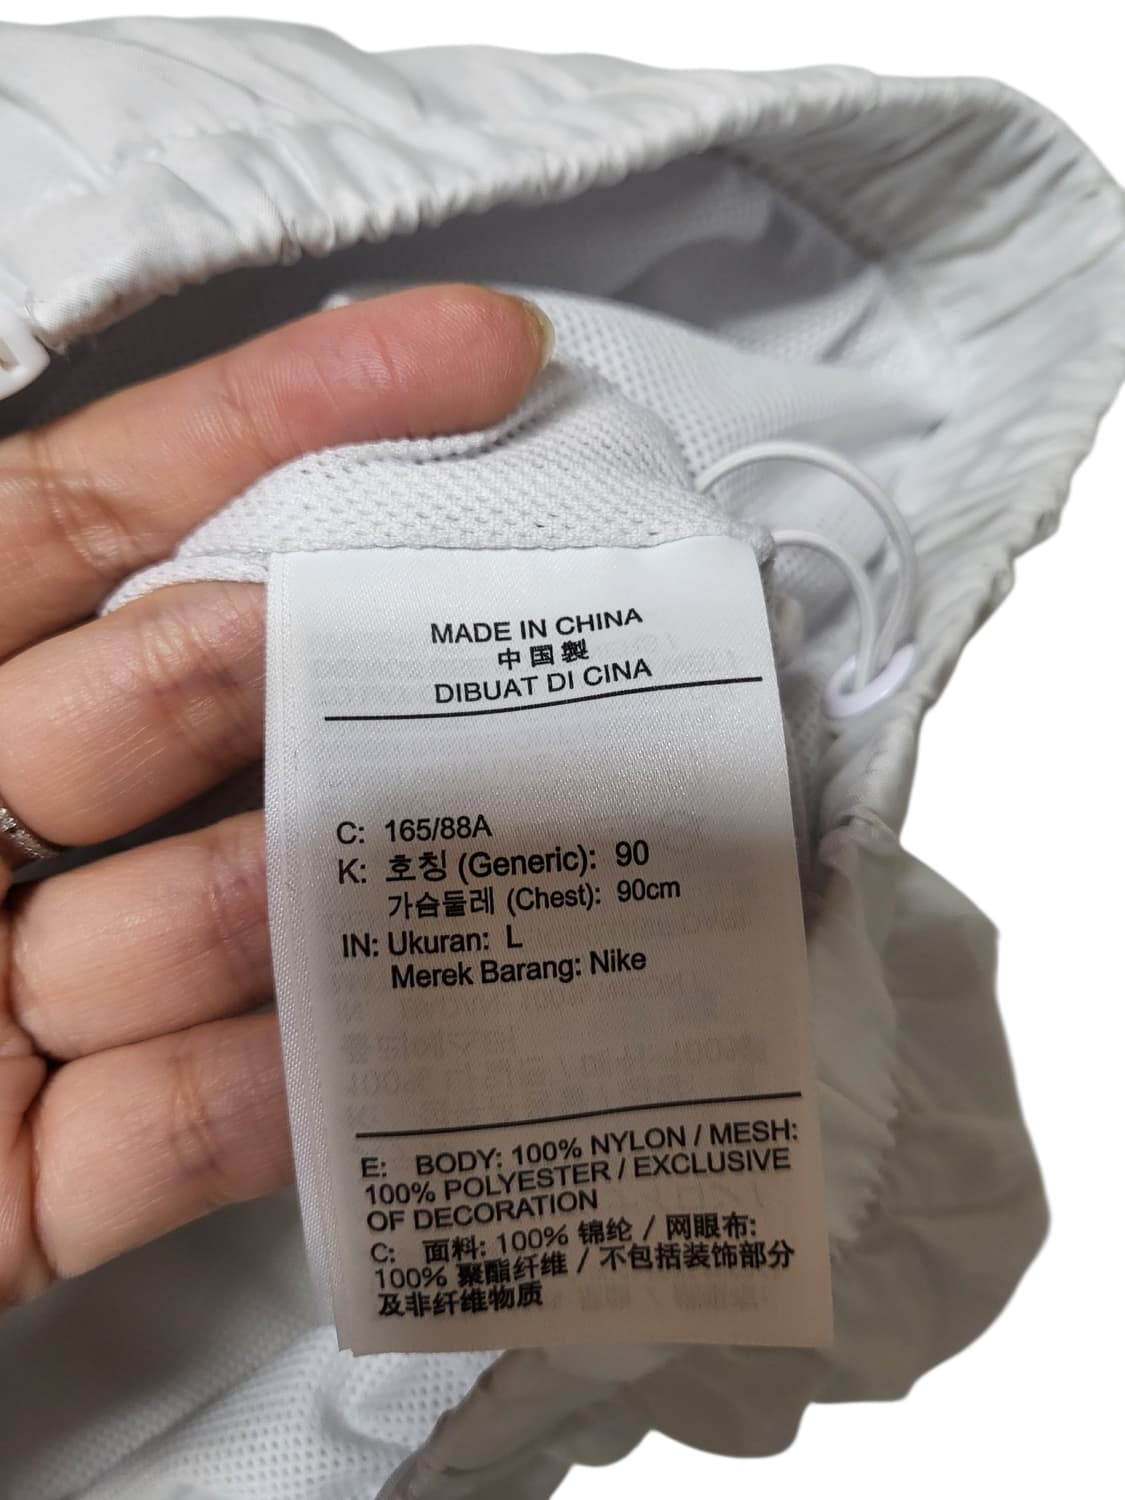 MADE IN CHINA
中国製
DIBUAT DI CINA
C: 165/88A
K: 호칭 (Generic): 90
가슴둘레 (Chest): 90cm
IN: Ukuran: L
Merek Barang: Nike
E: BODY: 100% NYLON / MESH:
100% POLYESTER / EXCLUSIVE
OF DECORATION
C: 面料: 100% 锦纶 / 网眼布:
100% 聚酯纤维 / 不包括装饰部分
及非纤维物质